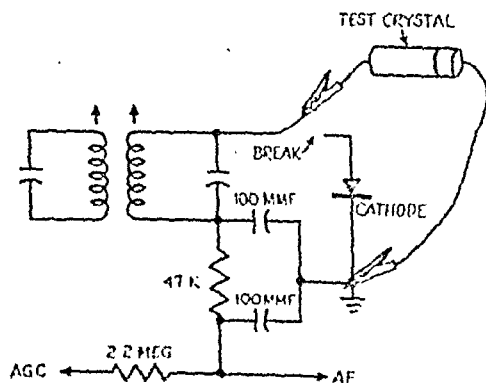 TEST CRYSTAL
BREAK
100 MMF
CATHODE
47 K
100 MMF
2.2 MEG
AGC
AF